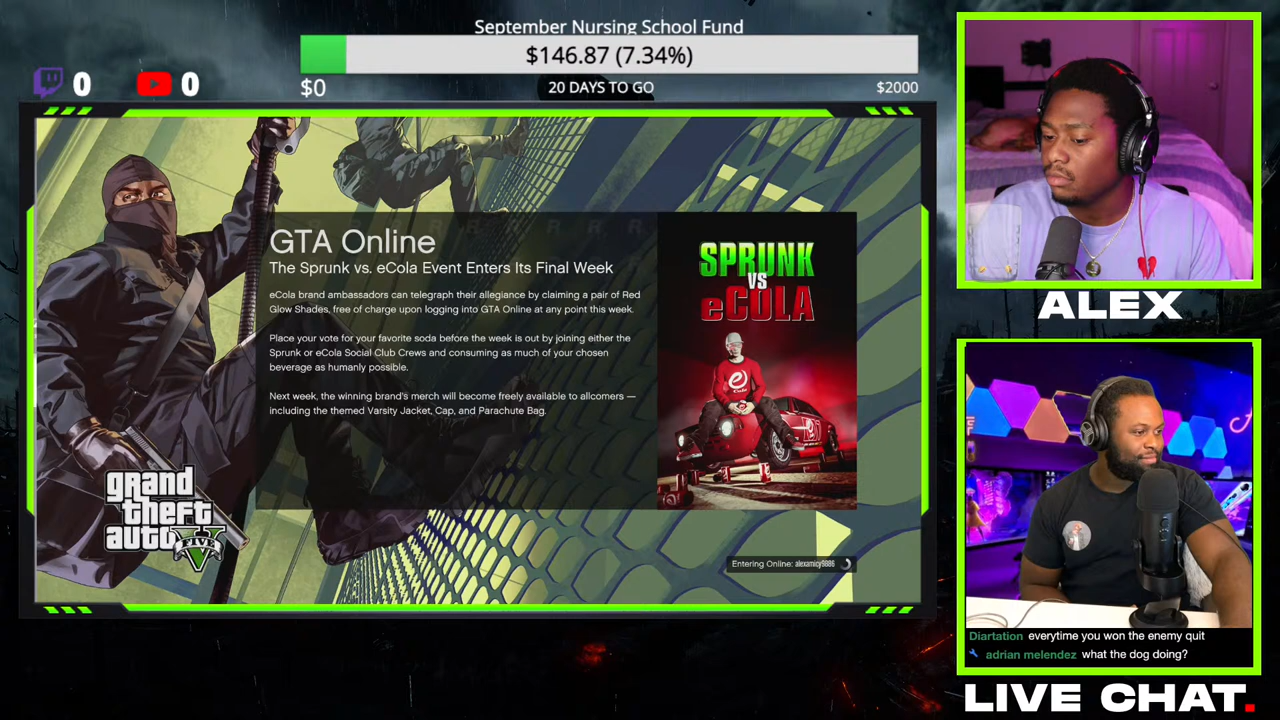 September Nursing School Fund
$146.87 (7.34%)
$0
20 DAYS TO GO
$2000
0
0
GTA Online
The Sprunk vs. eCola Event Enters Its Final Week
eCola brand ambassadors can telegraph their allegiance by claiming a pair of Red
Glow Shades, free of charge upon logging into GTA Online at any point this week.
Place your vote for your favorite soda before the week is out by joining either the
Sprunk or eCola Social Club Crews and consuming as much of your chosen
beverage as humanly possible.
Next week, the winning brand's merch will become freely available to allcomers —
including the themed Varsity Jacket, Cap, and Parachute Bag.
SPRUNK
VS
eCOLA
grand
theft
auto
FIVE
Entering Online: alexamicy9886
ALEX
Diartation everytime you won the enemy quit
adrian melendez what the dog doing?
LIVE CHAT.